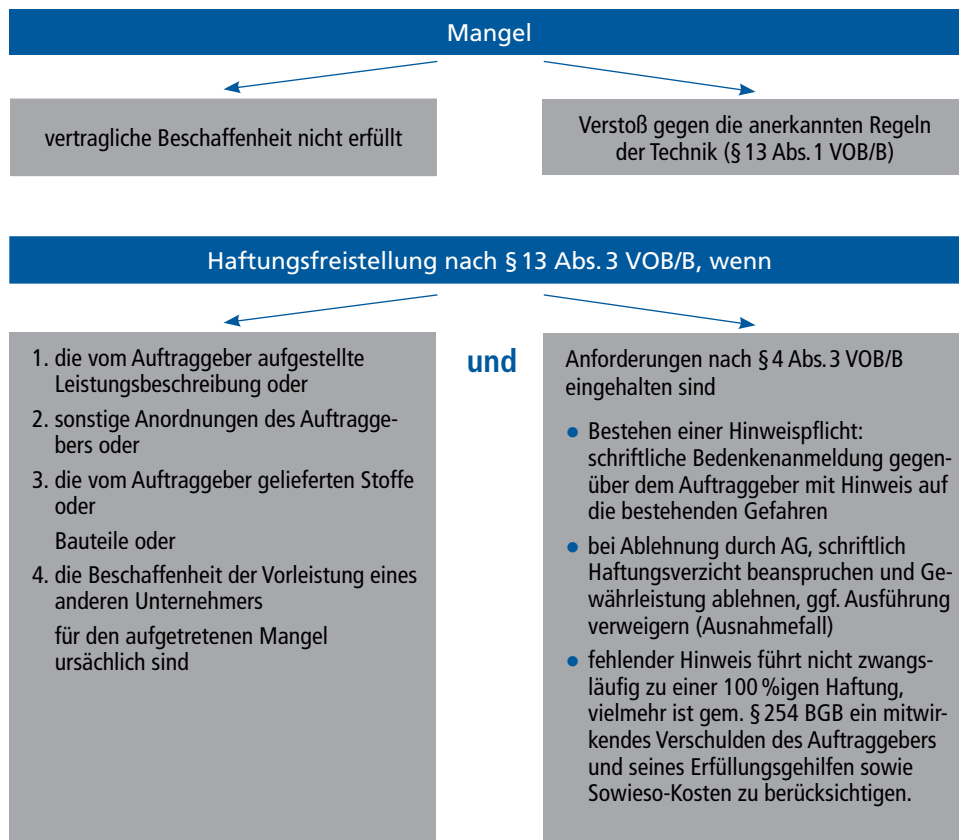 Mangel
vertragliche Beschaffenheit nicht erfüllt
Verstoß gegen die anerkannten Regeln
der Technik (§ 13 Abs. 1 VOB/B)
Haftungsfreistellung nach § 13 Abs. 3 VOB/B, wenn
1. die vom Auftraggeber aufgestellte
Leistungsbeschreibung oder
2. sonstige Anordnungen des Auftragge-
bers oder
3. die vom Auftraggeber gelieferten Stoffe
oder
Bauteile oder
4. die Beschaffenheit der Vorleistung eines
anderen Unternehmers
für den aufgetretenen Mangel
ursächlich sind
und
Anforderungen nach § 4 Abs. 3 VOB/B
eingehalten sind
• Bestehen einer Hinweispflicht:
schriftliche Bedenkenanmeldung gegen-
über dem Auftraggeber mit Hinweis auf
die bestehenden Gefahren
• bei Ablehnung durch AG, schriftlich
Haftungsverzicht beanspruchen und Ge-
währleistung ablehnen, ggf. Ausführung
verweigern (Ausnahmefall)
• fehlender Hinweis führt nicht zwangs-
läufig zu einer 100 %igen Haftung,
vielmehr ist gem. § 254 BGB ein mitwir-
kendes Verschulden des Auftraggebers
und seines Erfüllungsgehilfen sowie
Sowieso-Kosten zu berücksichtigen.